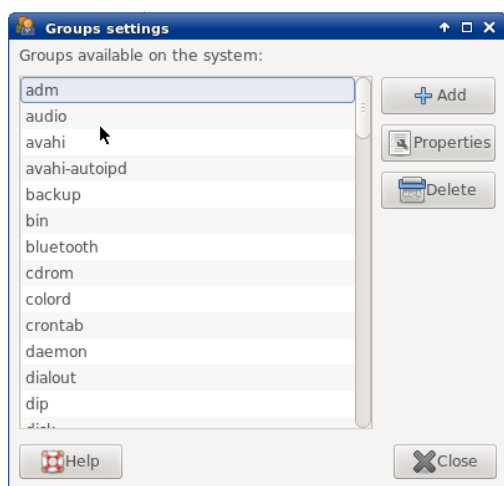 Groups settings
Groups available on the system:
adm
audio
avahi
avahi-autoipd
backup
bin
bluetooth
cdrom
colord
crontab
daemon
dialout
dip
Add
Properties
Delete
Help
Close